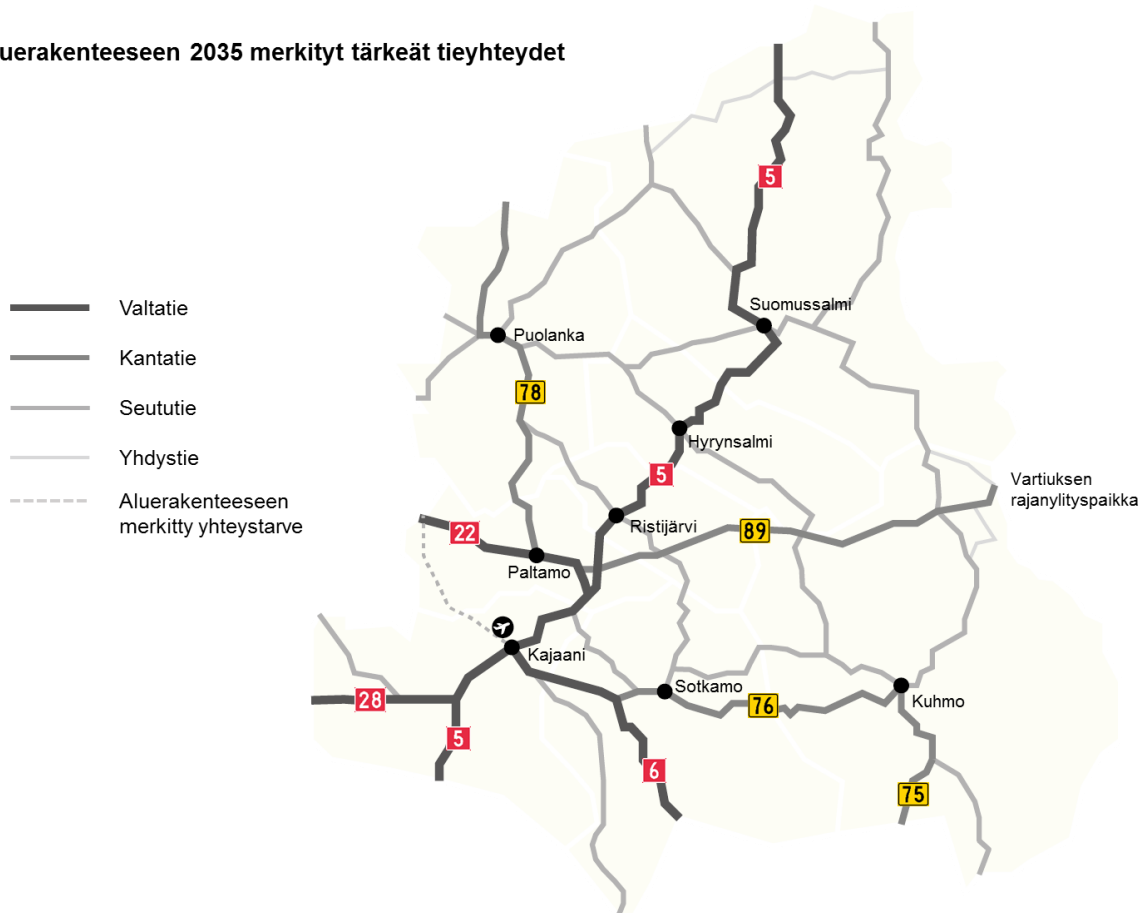 uerakenteeseen 2035 merkityt tärkeät tieyhteydet
5
Valtatie
Suomussalmi
Puolanka
Kantatie
78
Seututie
Hyrynsalmi
Yhdystie
5
Vartiuksen
rajanylityspaikka
Aluerakenteeseen
merkitty yhteystarve
Ristijärvi
22
89
Paltamo
Kajaani
Sotkamo
Kuhmo
28
76
5
6
75